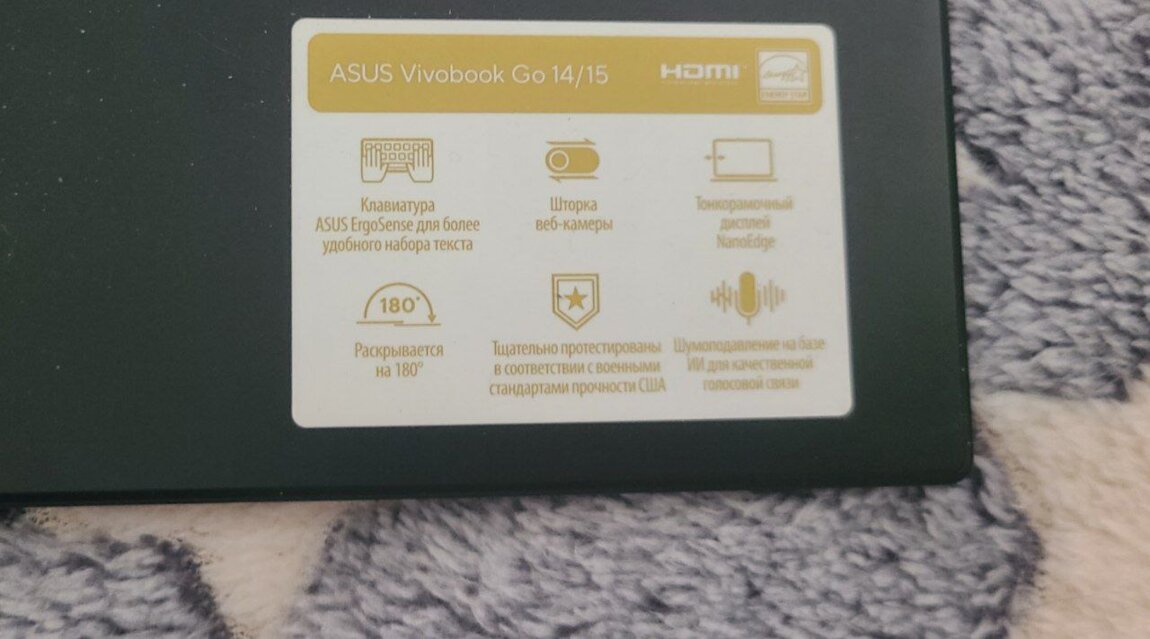 ASUS Vivobook Go 14/15
HDMI
ENERGY STAR
Клавиатура
ASUS ErgoSense для более
удобного набора текста
Шторка
веб-камеры
Тонкорамочный
дисплей
NanoEdge
180°
Раскрывается
на 180°
Тщательно протестированы
в соответствии с военными
стандартами прочности США
Шумоподавление на базе
ИИ для качественной
голосовой связи